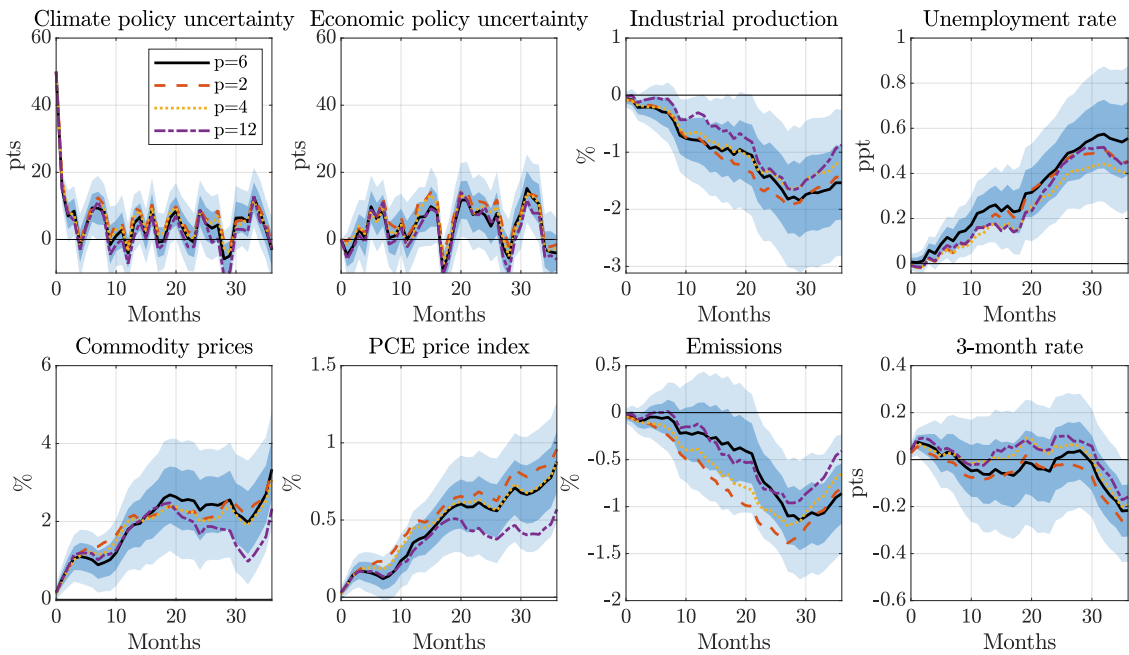 Climate policy uncertainty
Economic policy uncertainty
Industrial production
Unemployment rate
60
40
20
0
pts
p=6
p=2
p=4
p=12
0 10 20 30
Months
60
40
20
0
pts
0 10 20 30
Months
1
0
-1
-2
-3
%
0 10 20 30
Months
1
0.8
0.6
0.4
0.2
0
ppt
0 10 20 30
Months
Commodity prices
PCE price index
Emissions
3-month rate
6
4
2
0
%
0 10 20 30
Months
1.5
1
0.5
0
%
0 10 20 30
Months
0.5
0
-0.5
-1
-1.5
-2
%
0 10 20 30
Months
0.4
0.2
0
-0.2
-0.4
-0.6
pts
0 10 20 30
Months